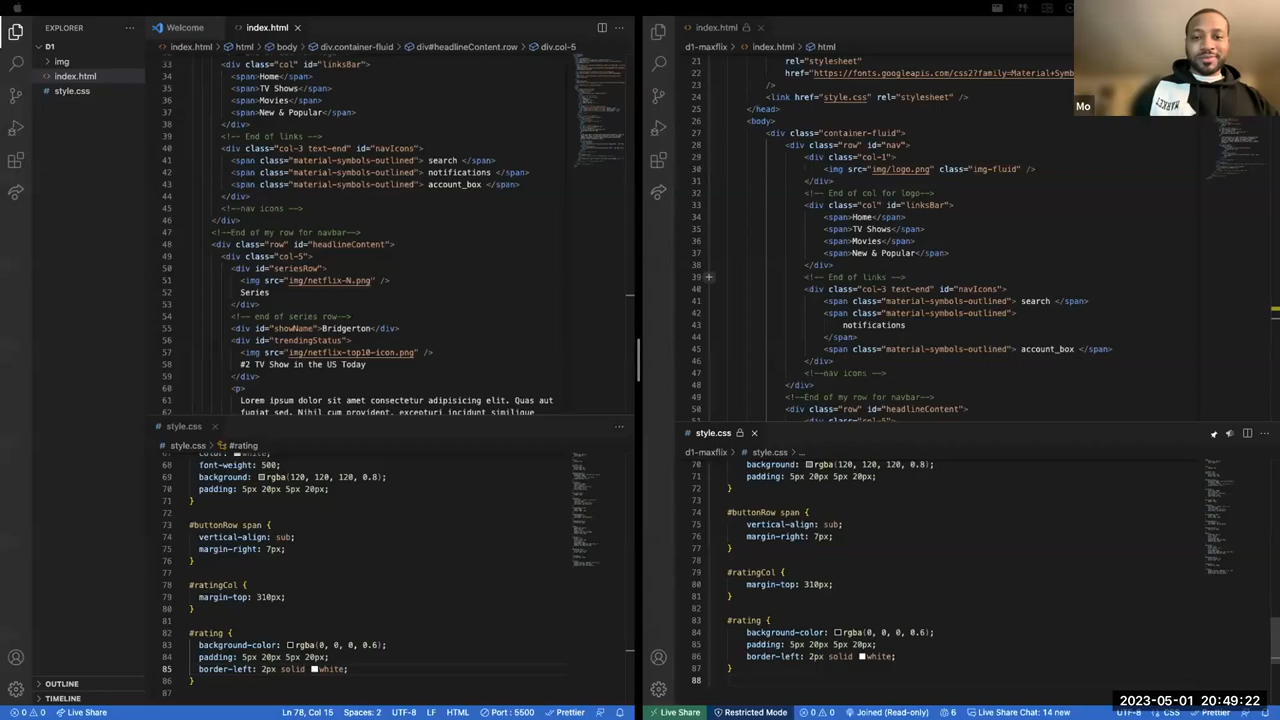 EXPLORER
D1
img
index.html
style.css
OUTLINE
TIMELINE
Welcome
index.html
index.html > html > body > div.container-fluid > div#headlineContent.row > div.col-5
34 <div class="col" id="linksBar">
<span>Home</span>
35 <span>TV Shows</span>
36 <span>Movies</span>
37 <span>New & Popular</span>
38 </div>
39 <!-- End of links -->
40 <div class="col-3 text-end" id="navIcons">
41 <span class="material-symbols-outlined"> search </span>
42 <span class="material-symbols-outlined"> notifications </span>
43 <span class="material-symbols-outlined"> account_box </span>
44 </div>
45 <!--nav icons -->
46 </div>
47 <!--End of my row for navbar-->
48 <div class="row" id="headlineContent">
49 <div class="col-5">
50 <div id="seriesRow">
51 <img src="img/netflix-N.png" />
52 Series
53 </div>
54 <!-- end of series row-->
55 <div id="showName">Bridgerton</div>
56 <div id="trendingStatus">
57 <img src="img/netflix-top10-icon.png" />
58 #2 TV Show in the US Today
59 </div>
60 <p>
61 Lorem ipsum dolor sit amet consectetur adipisicing elit. Quas aut
62 fugiat sed. Nihil cum provident, excepturi incidunt similique
style.css
style.css > #rating
67 color: white;
68 font-weight: 500;
69 background: rgba(120, 120, 120, 0.8);
70 padding: 5px 20px 5px 20px;
71 }
72
73 #buttonRow span {
74 vertical-align: sub;
75 margin-right: 7px;
76 }
77
78 #ratingCol {
79 margin-top: 310px;
80 }
81
82 #rating {
83 background-color: rgba(0, 0, 0, 0.6);
84 padding: 5px 20px 5px 20px;
85 border-left: 2px solid white;
86 }
87
0 0 Live Share Ln 78, Col 15 Spaces: 2 UTF-8 LF HTML Port : 5500 Prettier
index.html
d1-maxflix > index.html > html
21 rel="stylesheet"
22 href="https://fonts.googleapis.com/css2?family=Material+Symb
23 />
24 <link href="style.css" rel="stylesheet" />
25 </head>
26 <body>
27 <div class="container-fluid">
28 <div class="row" id="nav">
29 <div class="col-1">
30 <img src="img/logo.png" class="img-fluid" />
31 </div>
32 <!-- End of col for logo-->
33 <div class="col" id="linksBar">
34 <span>Home</span>
35 <span>TV Shows</span>
36 <span>Movies</span>
37 <span>New & Popular</span>
38 </div>
39 <!-- End of links -->
40 <div class="col-3 text-end" id="navIcons">
41 <span class="material-symbols-outlined"> search </span>
42 <span class="material-symbols-outlined">
43 notifications
44 </span>
45 <span class="material-symbols-outlined"> account_box </span>
46 </div>
47 <!--nav icons -->
48 </div>
49 <!--End of my row for navbar-->
50 <div class="row" id="headlineContent">
51 <div class="col-5">
style.css
d1-maxflix > style.css > ...
70 background: rgba(120, 120, 120, 0.8);
71 padding: 5px 20px 5px 20px;
72 }
73
74 #buttonRow span {
75 vertical-align: sub;
76 margin-right: 7px;
77 }
78
79 #ratingCol {
80 margin-top: 310px;
81 }
82
83 #rating {
84 background-color: rgba(0, 0, 0, 0.6);
85 padding: 5px 20px 5px 20px;
86 border-left: 2px solid white;
87 }
88
Live Share Restricted Mode 0 0 Joined (Read-only) 6 Live Share Chat: 14 new UTF-8 CSS Prettier
Mo
2023-05-01 20:49:22